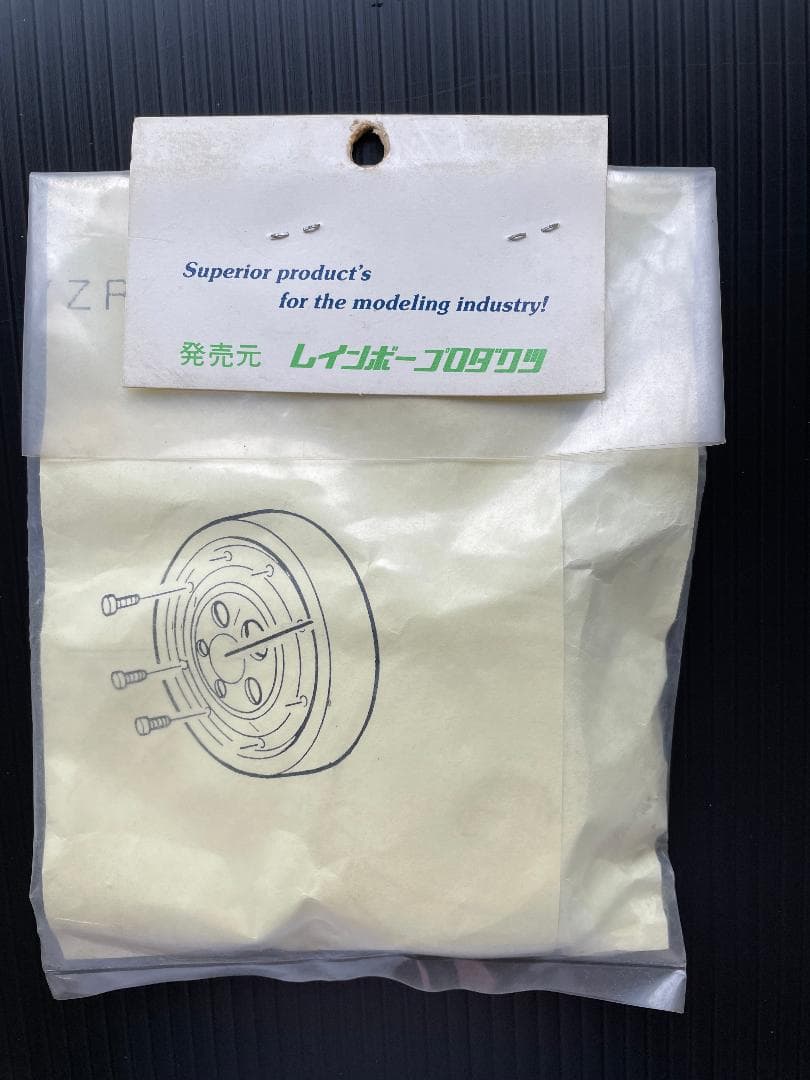 Superior product's
for the modeling industry!
発売元 レインボープロダクツ